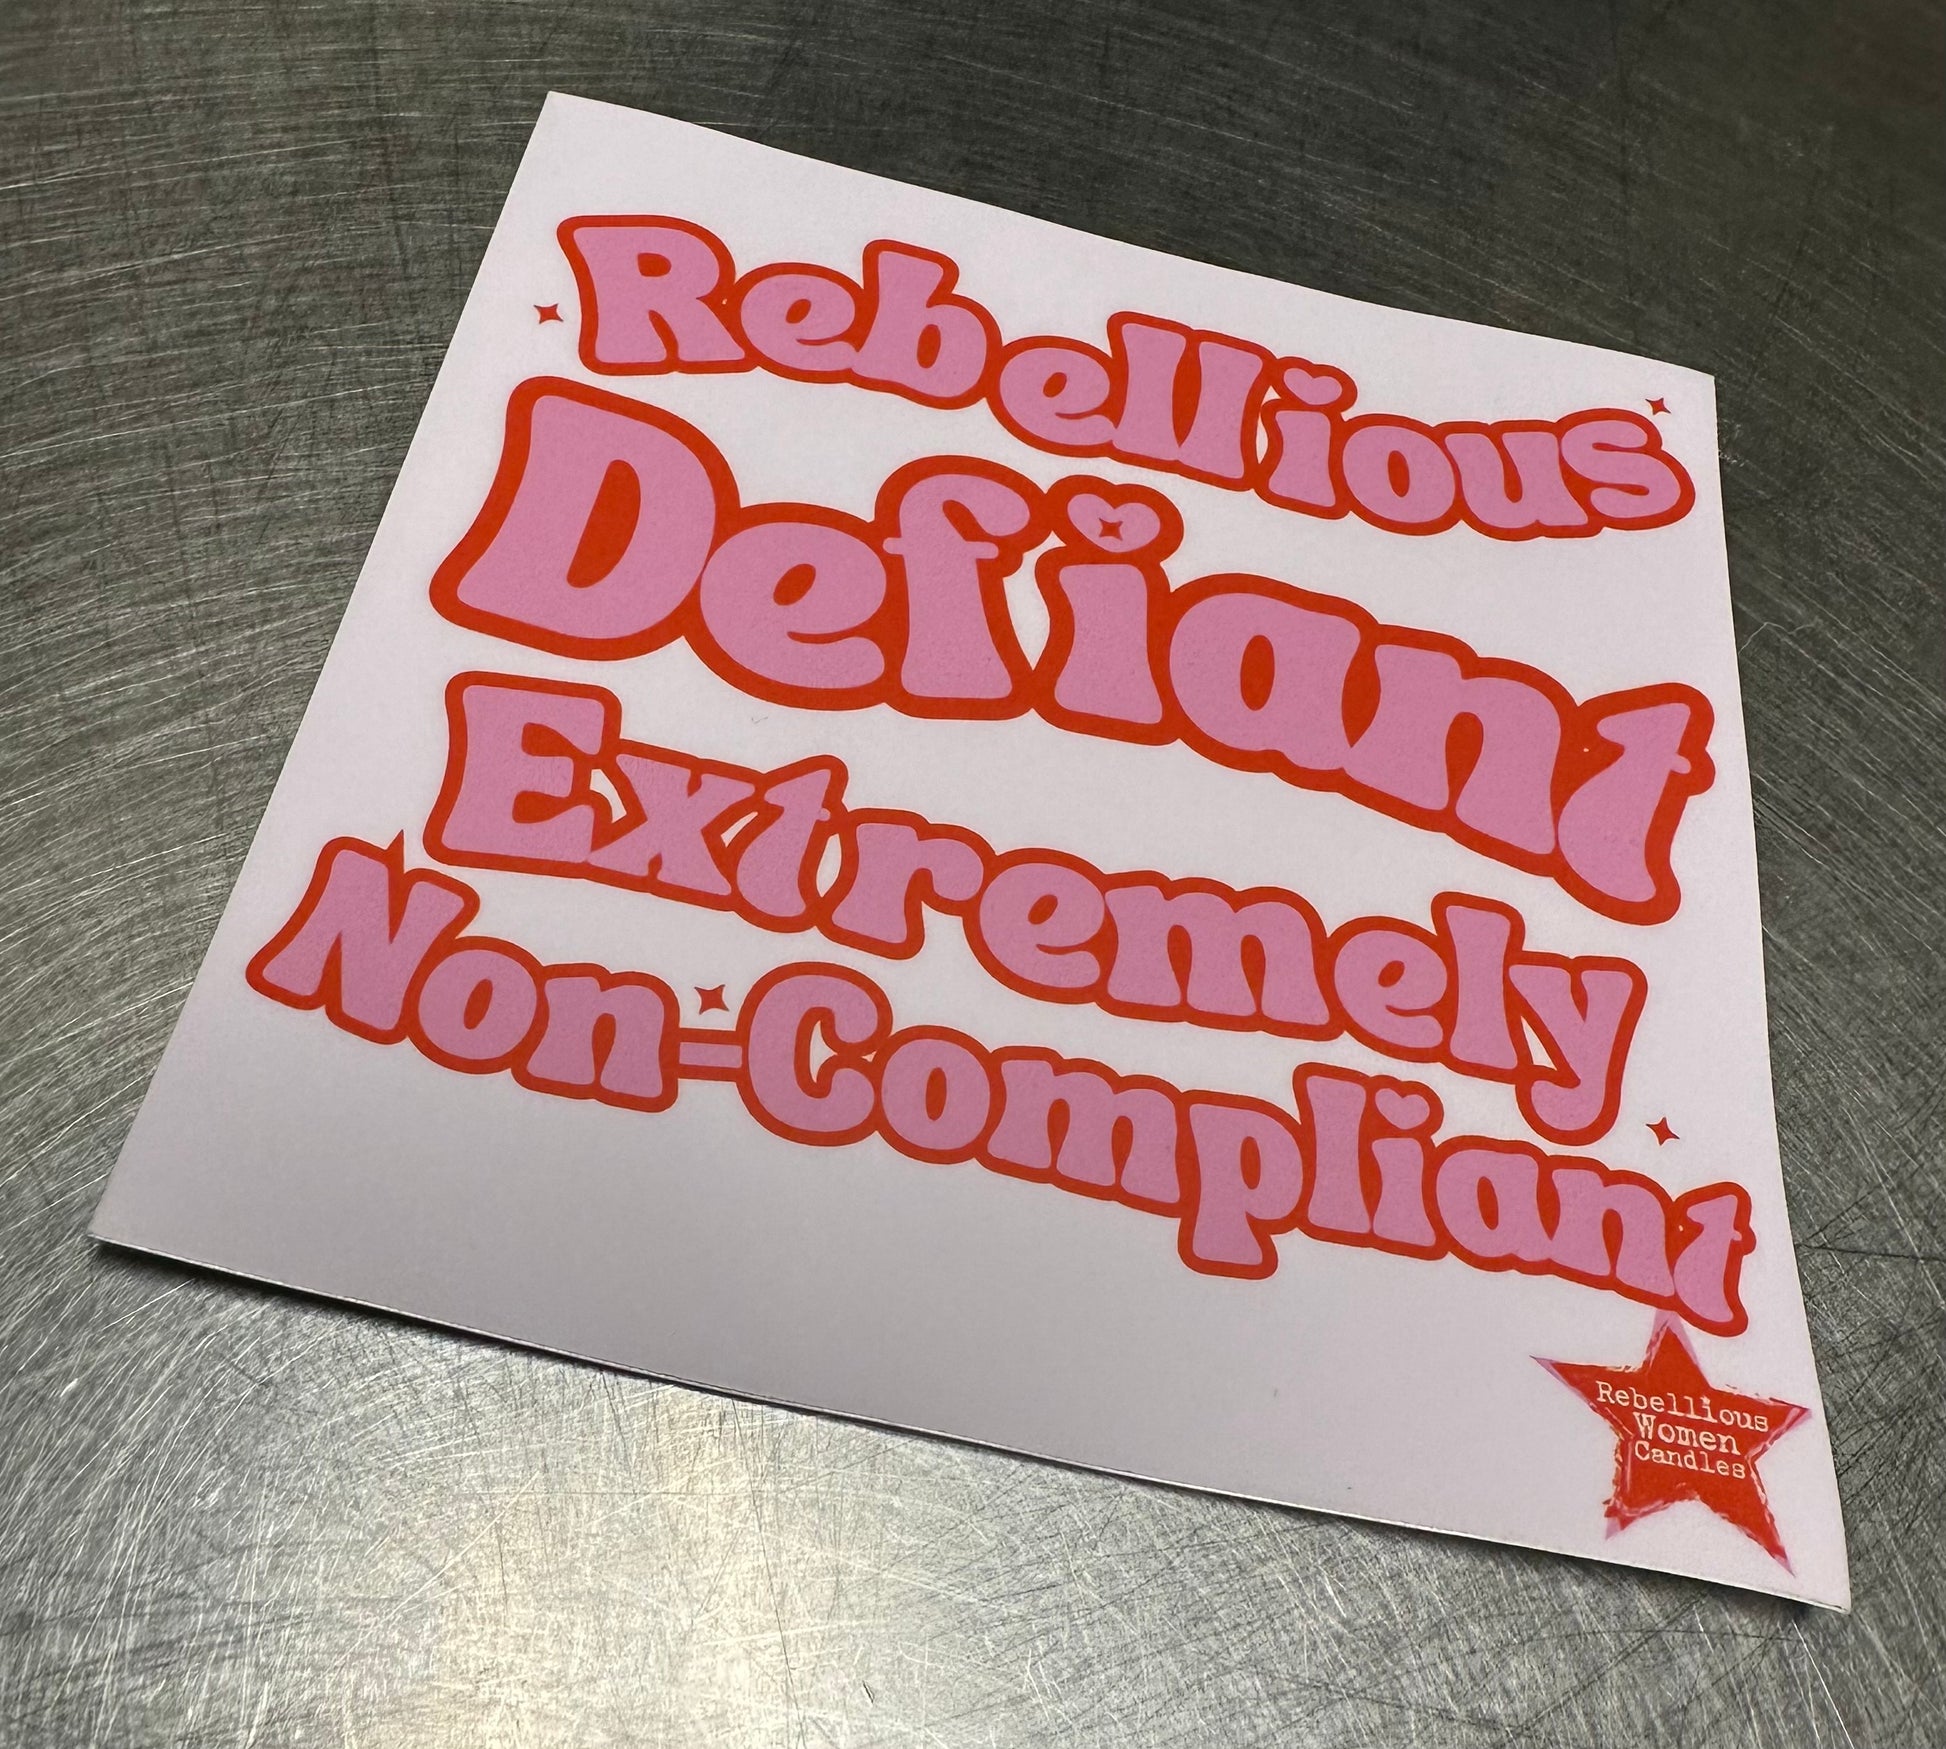 Rebellious
Defiant
Extremely
Non-Compliant
Rebellious
Women
Candles